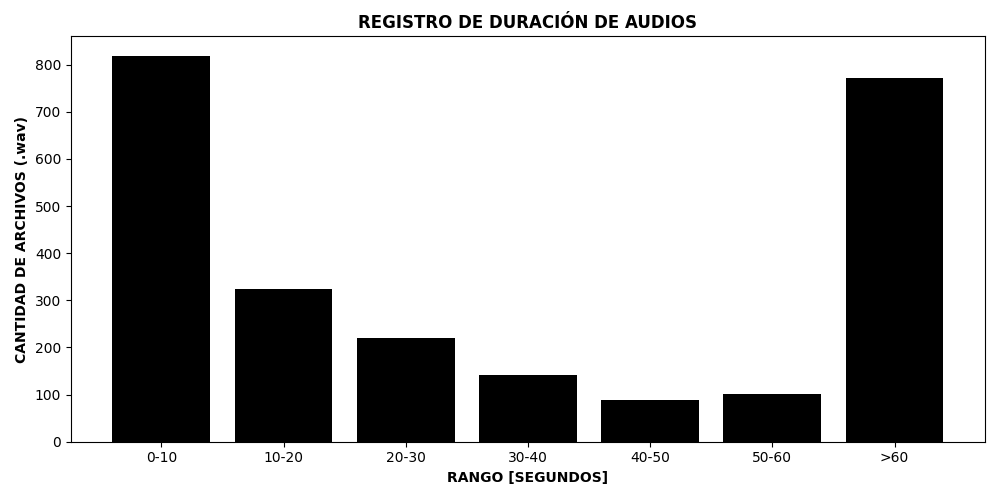 REGISTRO DE DURACIÓN DE AUDIOS
CANTIDAD DE ARCHIVOS (.wav)
800
700
600
500
400
300
200
100
0
0-10 10-20 20-30 30-40 40-50 50-60 >60
RANGO [SEGUNDOS]